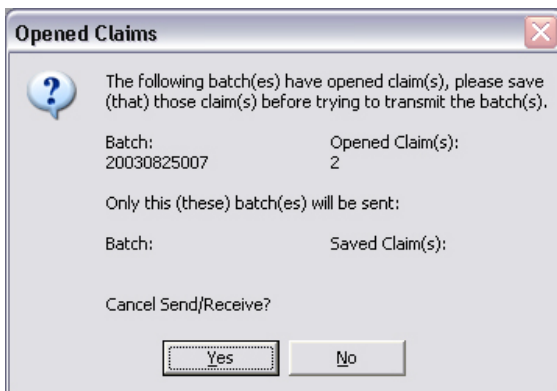 Opened Claims
The following batch(es) have opened claim(s), please save
(that) those claim(s) before trying to transmit the batch(s).
Batch: Opened Claim(s):
20030825007 2
Only this (these) batch(es) will be sent:
Batch: Saved Claim(s):
Cancel Send/Receive?
Yes No